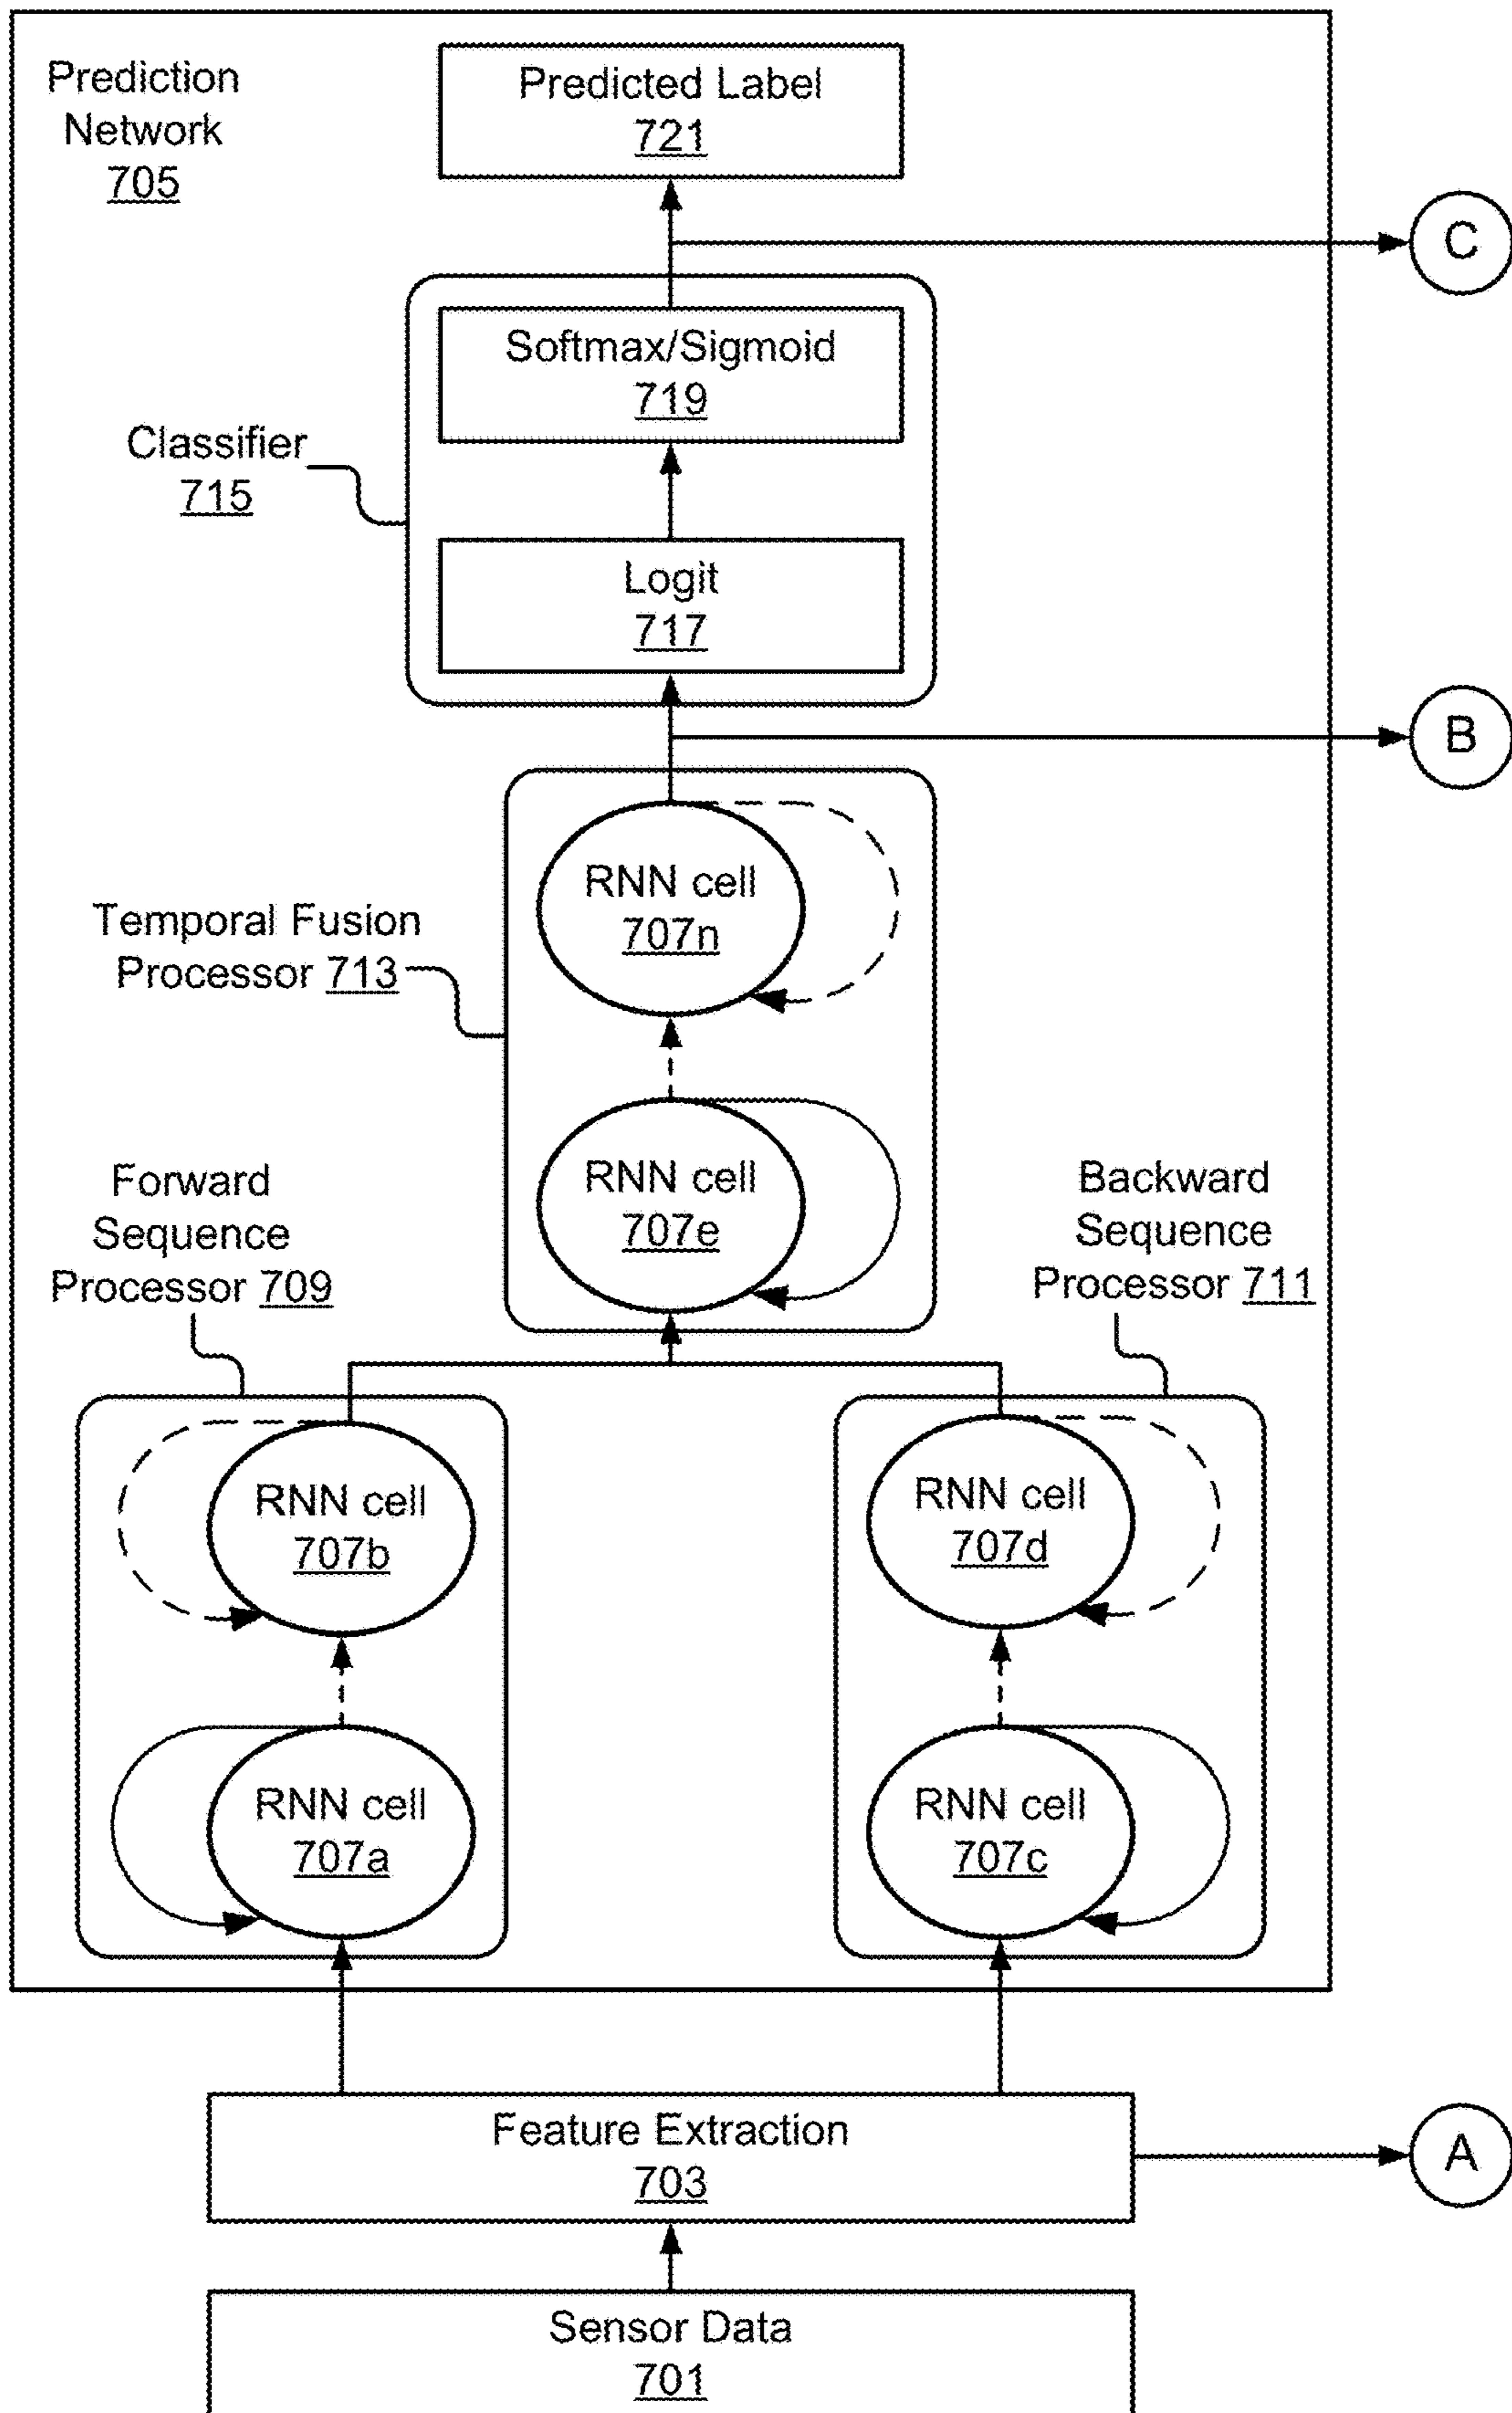 Prediction
Network
705
Predicted Label
721
C
Softmax/Sigmoid
719
Classifier
715
Logit
717
B
RNN cell
707n
Temporal Fusion
Processor 713
RNN cell
707e
Forward
Sequence
Processor 709
Backward
Sequence
Processor 711
RNN cell
707b
RNN cell
707d
RNN cell
707a
RNN cell
707c
Feature Extraction
703
A
Sensor Data
701